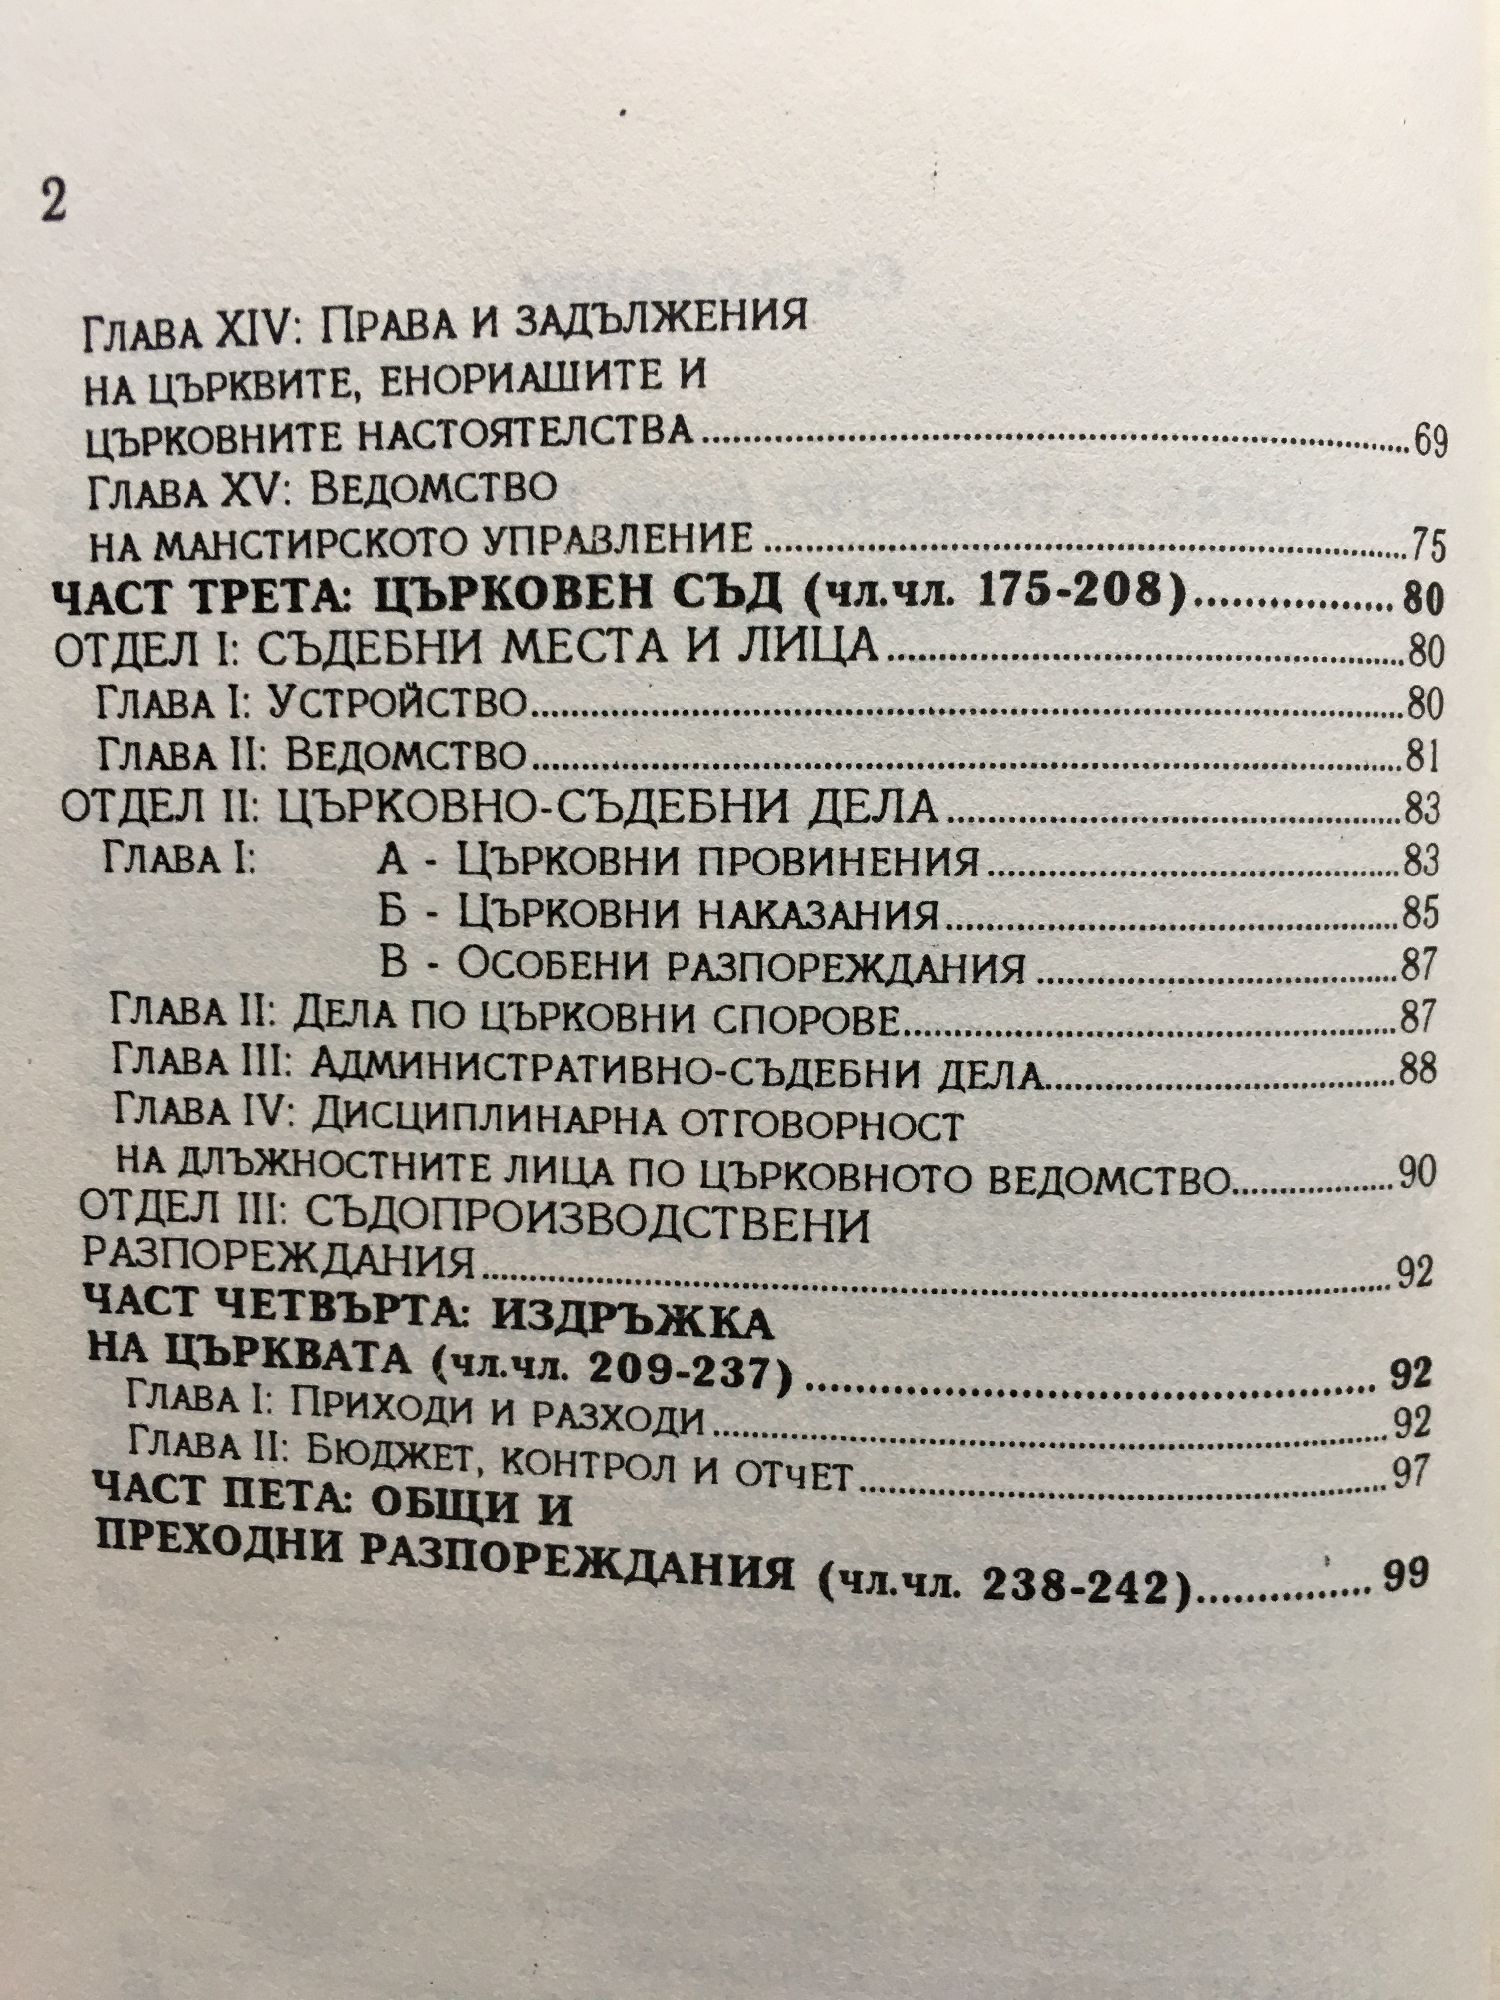 2
Глава XIV: Права и задължения
на църквите, енориашите и
църковните настоятелства........................................69
Глава XV: Ведомство
на манстирското управление........................................75
ЧАСТ ТРЕТА: ЦЪРКОВЕН СЪД (чл.чл. 175-208)................80
ОТДЕЛ I: СЪДЕБНИ МЕСТА И ЛИЦА........................................80
Глава I: Устройство........................................80
Глава II: Ведомство........................................81
ОТДЕЛ II: ЦЪРКОВНО-СЪДЕБНИ ДЕЛА........................................83
Глава I: А - Църковни провинения........................................83
Б - Църковни наказания........................................85
В - Особени разпореждания........................................87
Глава II: Дела по църковни спорове........................................87
Глава III: Административно-съдебни дела................................88
Глава IV: Дисциплинарна отговорност
на длъжностните лица по църковното ведомство................90
ОТДЕЛ III: СЪДОПРОИЗВОДСТВЕНИ
РАЗПОРЕЖДАНИЯ........................................92
ЧАСТ ЧЕТВЪРТА: ИЗДРЪЖКА
НА ЦЪРКВАТА (чл.чл. 209-237)........................................92
Глава I: Приходи и разходи........................................92
Глава II: Бюджет, контрол и отчет........................................97
ЧАСТ ПЕТА: ОБЩИ И
ПРЕХОДНИ РАЗПОРЕЖДАНИЯ (чл.чл. 238-242)..............99